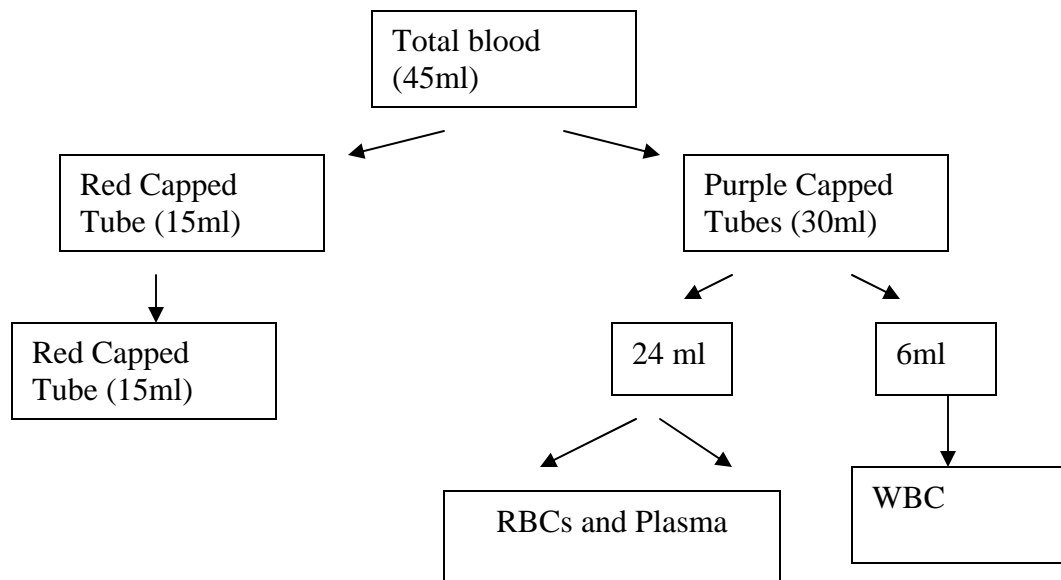 Total blood
(45ml)
Red Capped
Tube (15ml)
Purple Capped
Tubes (30ml)
Red Capped
Tube (15ml)
24 ml
6ml
RBCs and Plasma
WBC